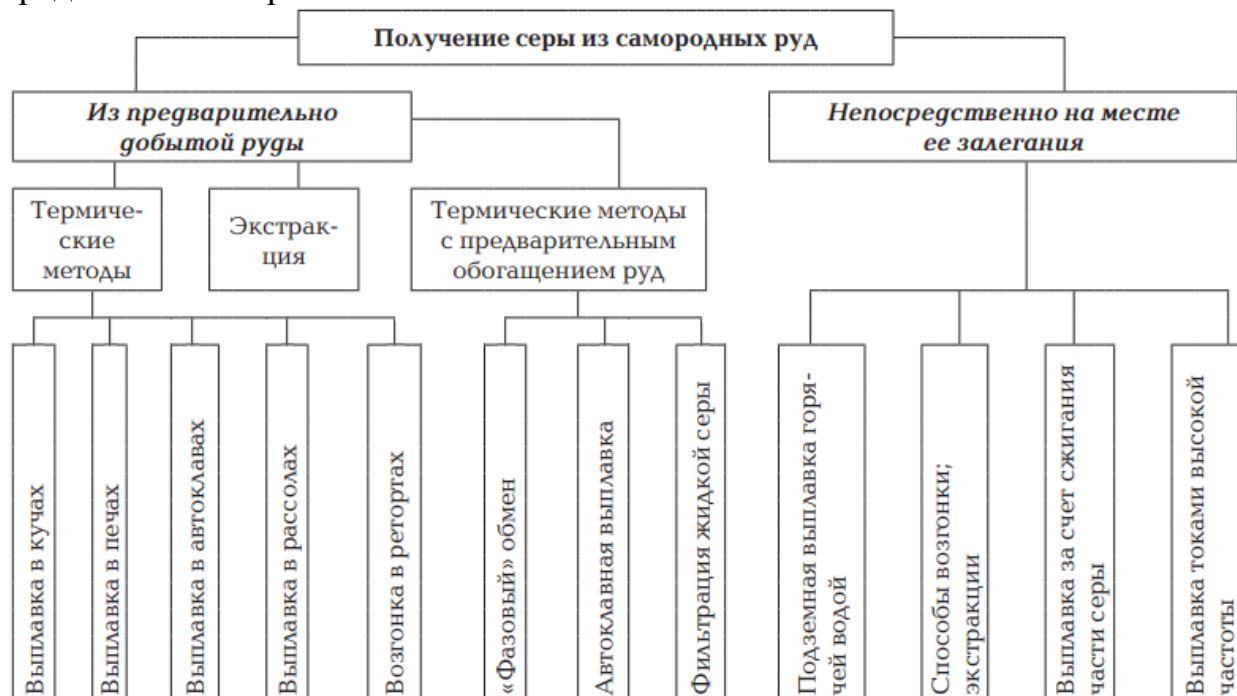 Получение серы из самородных руд
Из предварительно
добытой руды
Непосредственно на месте
ее залегания
Термиче-
ские
методы
Экстрак-
ция
Термические методы
с предварительным
обогащением руд
Выплавка в кучах
Выплавка в печах
Выплавка в автоклавах
Выплавка в рассолах
Возгонка в ретортах
«Фазовый» обмен
Автоклавная выплавка
Фильтрация жидкой серы
Подземная выплавка горя-
чей водой
Способы возгонки;
экстракции
Выплавка за счет сжигания
части серы
Выплавка токами высокой
частоты